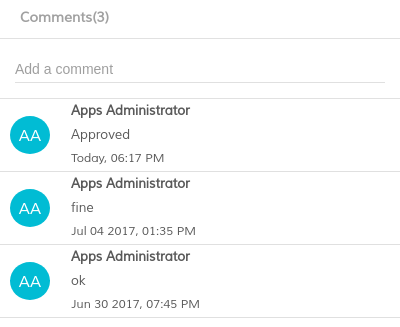 Comments(3)
Add a comment
AA
Apps Administrator
Approved
Today, 06:17 PM
AA
Apps Administrator
fine
Jul 04 2017, 01:35 PM
AA
Apps Administrator
ok
Jun 30 2017, 07:45 PM